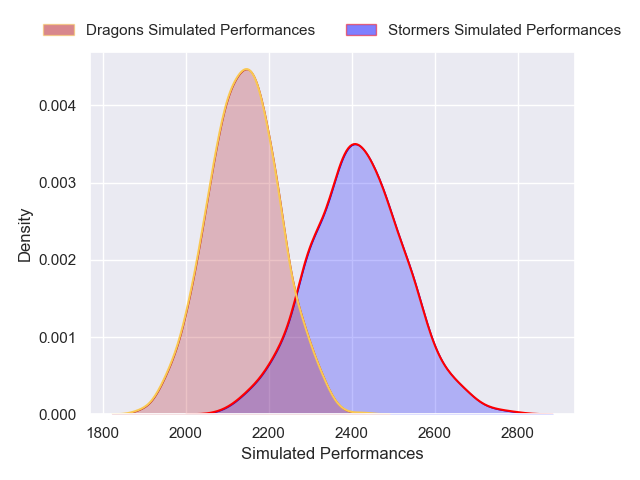 Dragons Simulated Performances Stormers Simulated Performances
0.004
0.003
0.002
0.001
0.000
Density
1800 2000 2200 2400 2600 2800
Simulated Performances